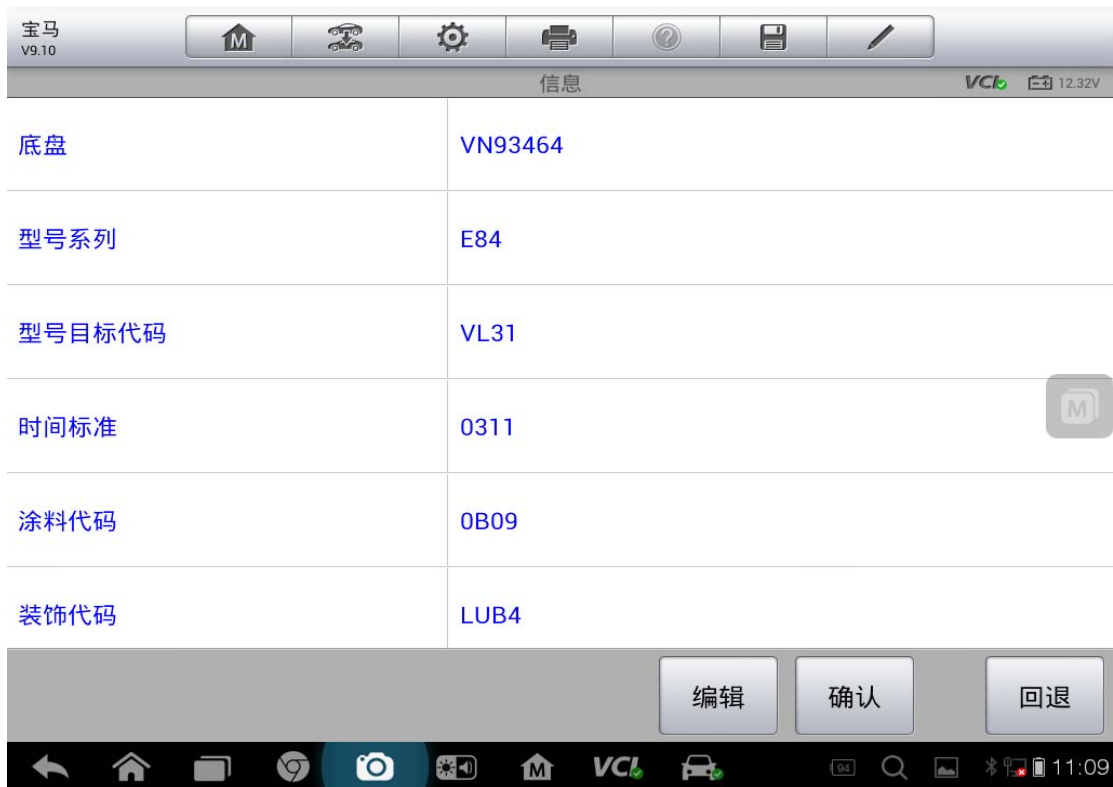 宝马
V9.10
信息
VCI 12.32V
底盘 VN93464
型号系列 E84
型号目标代码 VL31
时间标准 0311
涂料代码 0B09
装饰代码 LUB4
M
编辑 确认 回退
M VCI 94 11:09